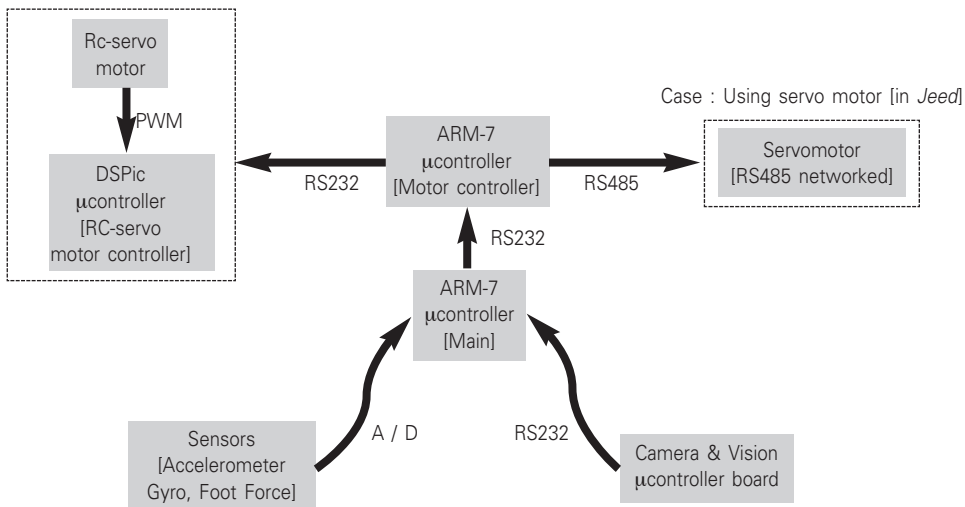 Rc-servo
motor
PWM
DSPic
μcontroller
[RC-servo
motor controller]
RS232
ARM-7
μcontroller
[Motor controller]
RS485
Case : Using servo motor [in Jeed]
Servomotor
[RS485 networked]
RS232
ARM-7
μcontroller
[Main]
A / D
RS232
Sensors
[Accelerometer
Gyro, Foot Force]
Camera & Vision
μcontroller board